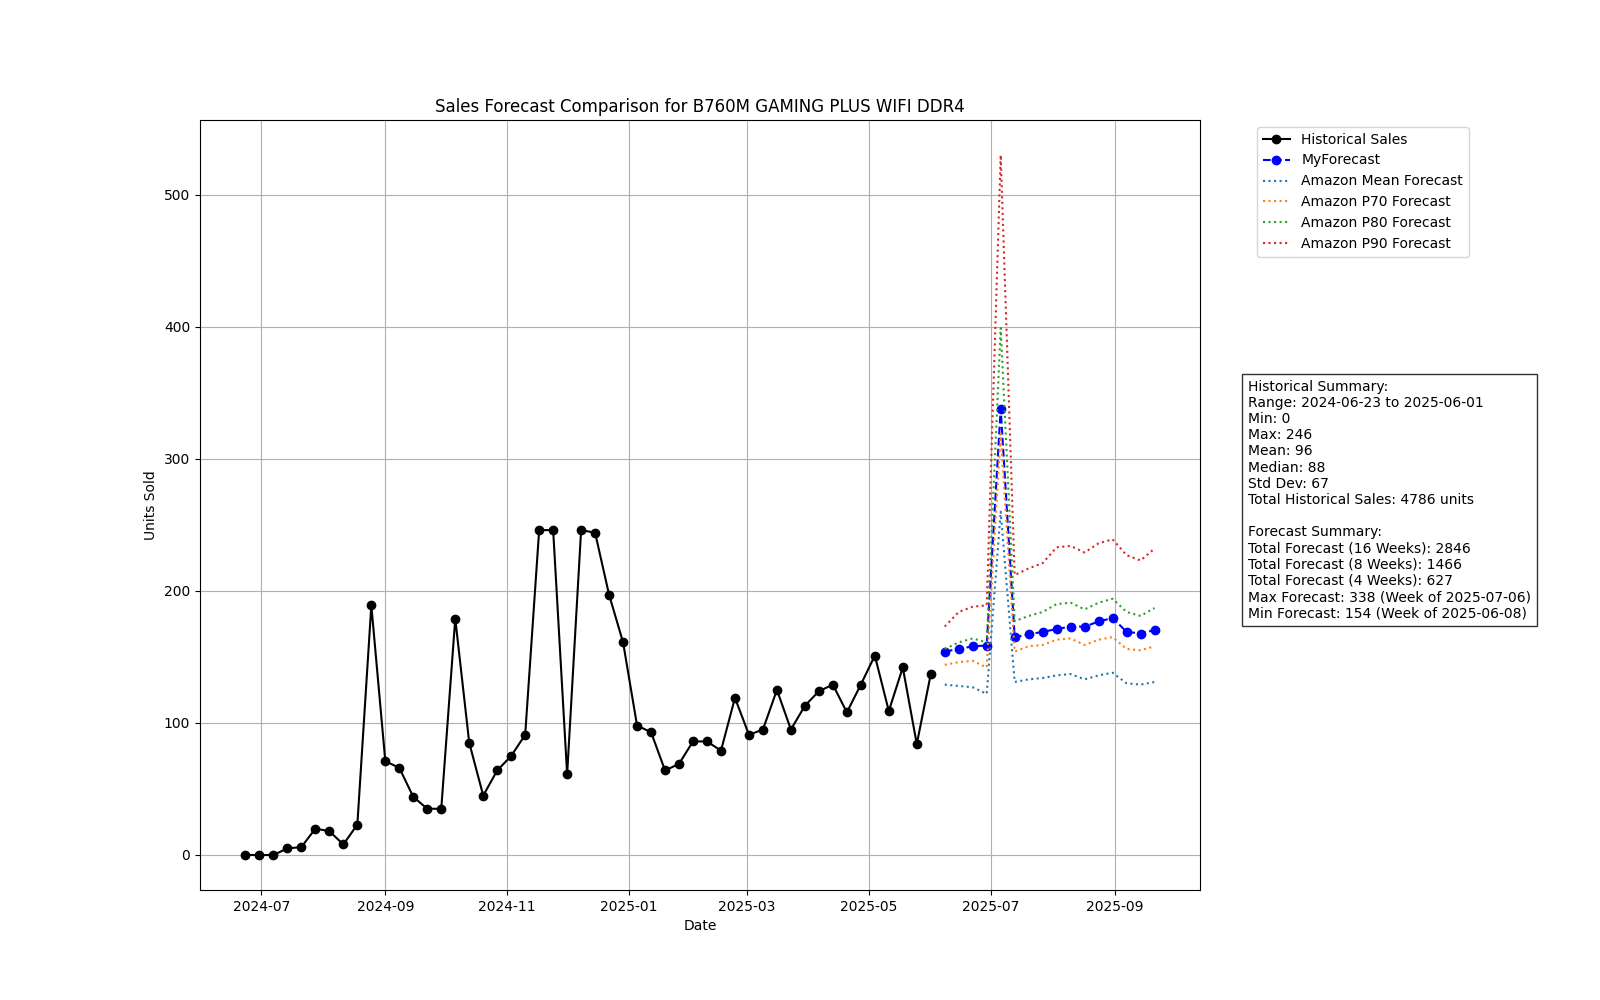 Sales Forecast Comparison for B760M GAMING PLUS WIFI DDR4
Historical Sales
MyForecast
Amazon Mean Forecast
Amazon P70 Forecast
Amazon P80 Forecast
Amazon P90 Forecast
500
400
300
200
100
0
Units Sold
2024-07
2024-09
2024-11
2025-01
2025-03
2025-05
2025-07
2025-09
Date
Historical Summary:
Range: 2024-06-23 to 2025-06-01
Min: 0
Max: 246
Mean: 96
Median: 88
Std Dev: 67
Total Historical Sales: 4786 units
Forecast Summary:
Total Forecast (16 Weeks): 2846
Total Forecast (8 Weeks): 1466
Total Forecast (4 Weeks): 627
Max Forecast: 338 (Week of 2025-07-06)
Min Forecast: 154 (Week of 2025-06-08)